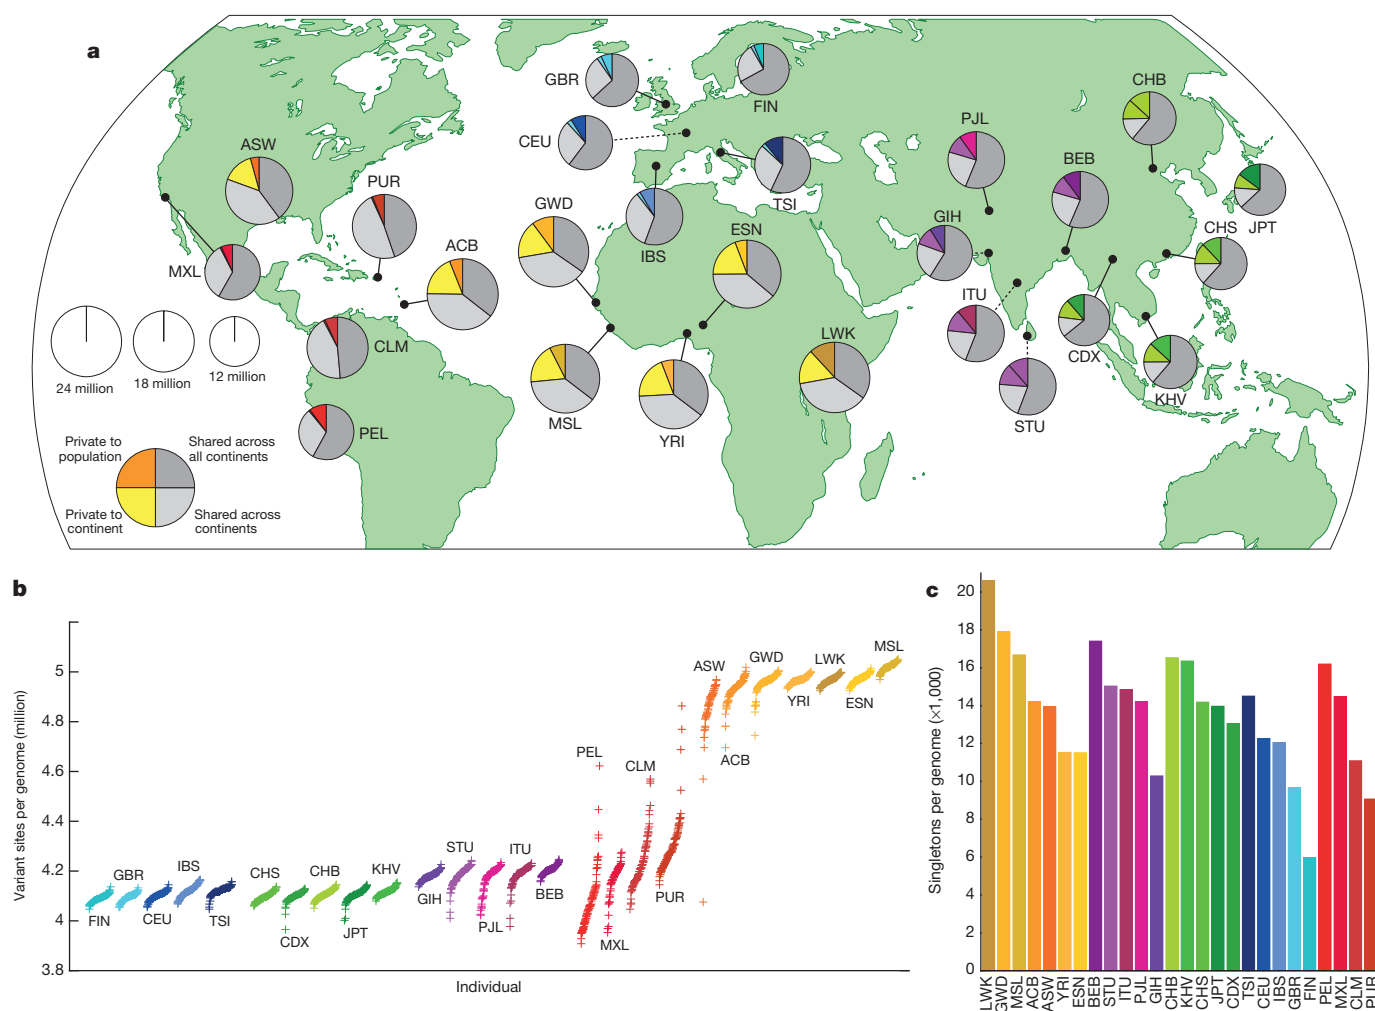 a
GBR
FIN
CHB
CEU
PJL
ASW
BEB
PUR
TSI
JPT
GWD
ESN
GIH
CHS
ACB
IBS
MXL
ITU
24 million
18 million
12 million
CLM
LWK
CDX
KHV
MSL
YRI
STU
PEL
Private to
population
Shared across
all continents
Private to
continent
Shared across
continents
b
Variant sites per genome (million)
5
4.8
4.6
4.4
4.2
4
3.8
FIN
GBR
CEU
IBS
TSI
CHS
CDX
CHB
JPT
KHV
GIH
STU
PJL
ITU
BEB
PEL
MXL
CLM
PUR
ASW
ACB
GWD
YRI
LWK
ESN
MSL
Individual
c
Singletons per genome (×1,000)
20
18
16
14
12
10
8
6
4
2
0
LWK
GWD
MSL
ACB
ASW
YRI
ESN
BEB
STU
ITU
PJL
GIH
CHB
KHV
CHS
JPT
CDX
TSI
CEU
IBS
GBR
FIN
PEL
MXL
CLM
PUR